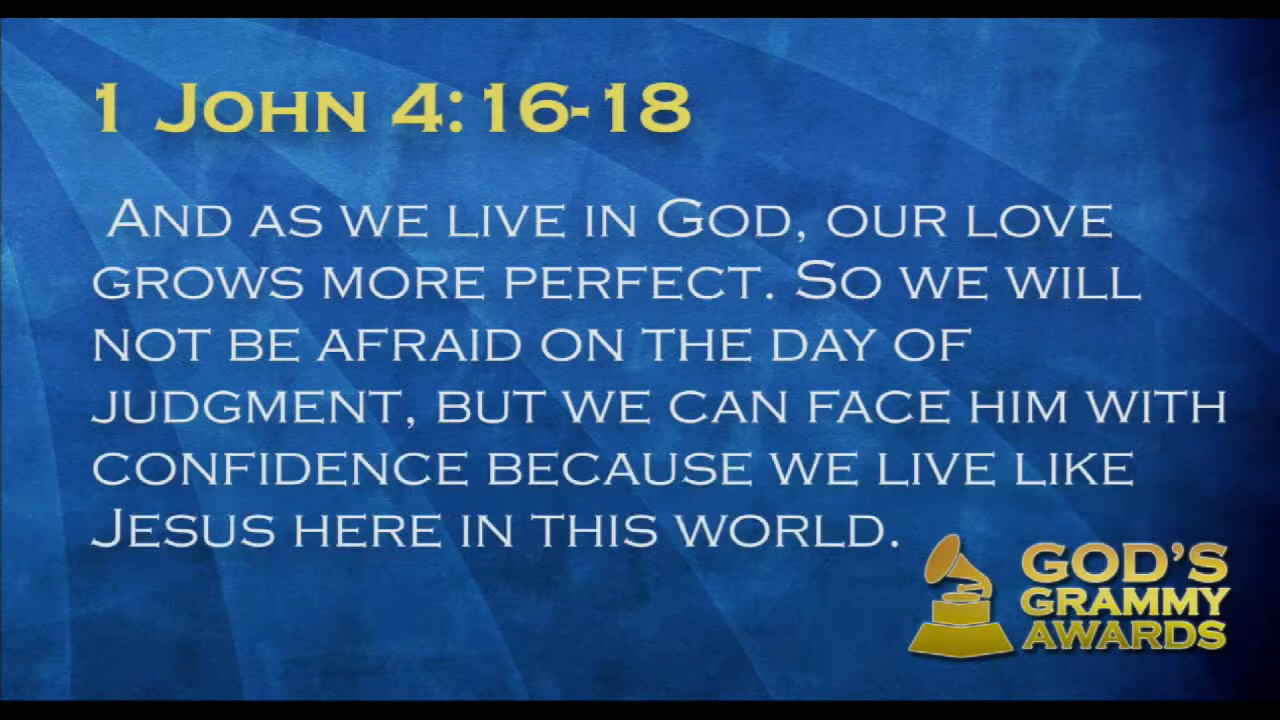 1 John 4:16-18
And as we live in God, our love
grows more perfect. So we will
not be afraid on the day of
judgment, but we can face him with
confidence because we live like
Jesus here in this world.
GOD'S
GRAMMY
AWARDS